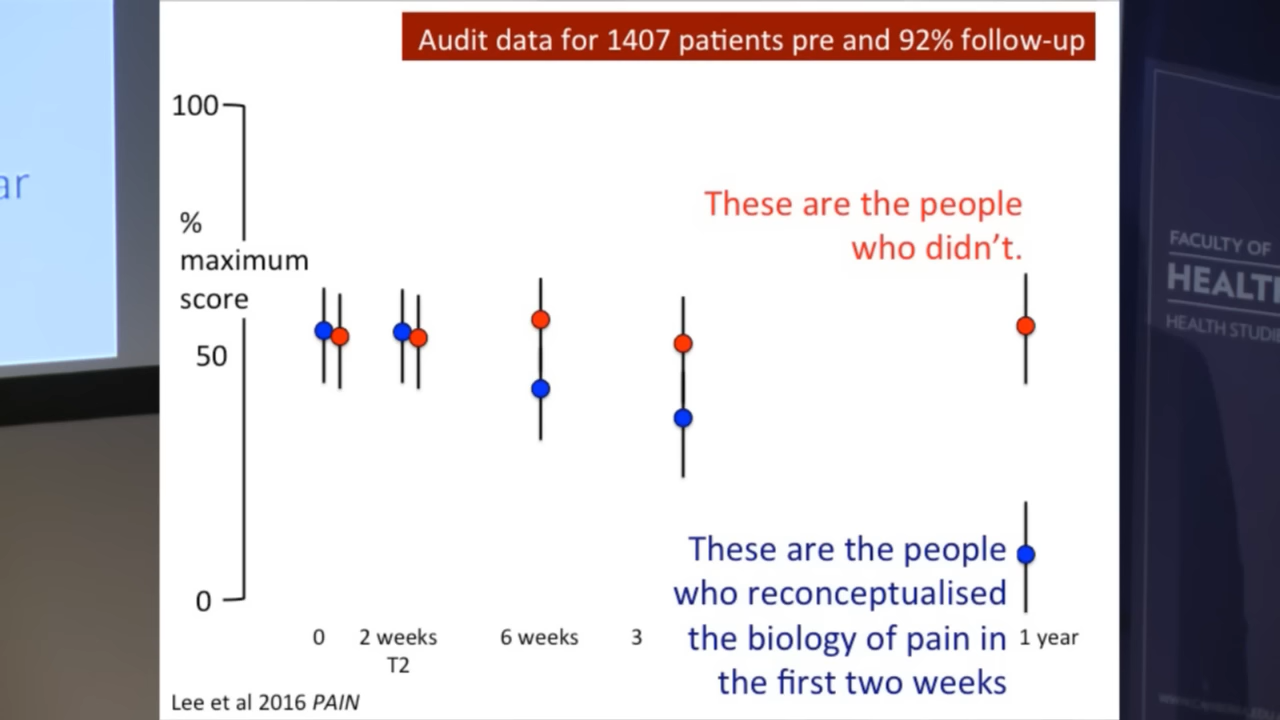 Audit data for 1407 patients pre and 92% follow-up
100
%
maximum
score
50
0
These are the people
who didn’t.
These are the people
who reconceptualised
the biology of pain in
the first two weeks
0 2 weeks 6 weeks 3 1 year
T2
Lee et al 2016 PAIN
ar
FACULTY OF
HEALTH
HEALTH STUDIE